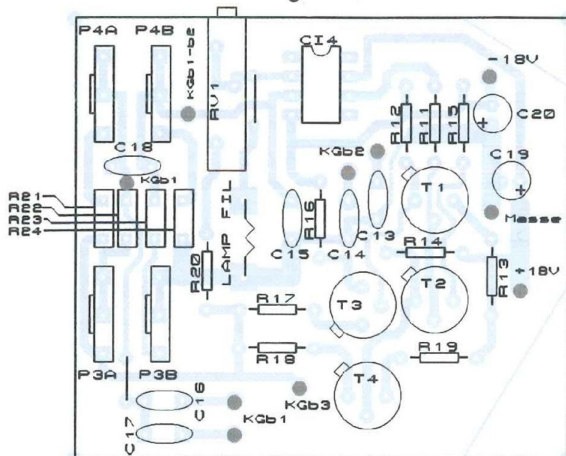 P4A
P4B
KGb1-b2
RV1
CI4
-18V
R12
R11
R15
C20
C18
KGb1
KGb2
C19
T1
R21
R22
R23
R24
LAMP FIL
R16
C13
Masse
R20
C15
C14
R14
R13
+18V
R17
T3
T2
R18
R19
P3A
P3B
T4
C16
KGb3
C17
KGb1